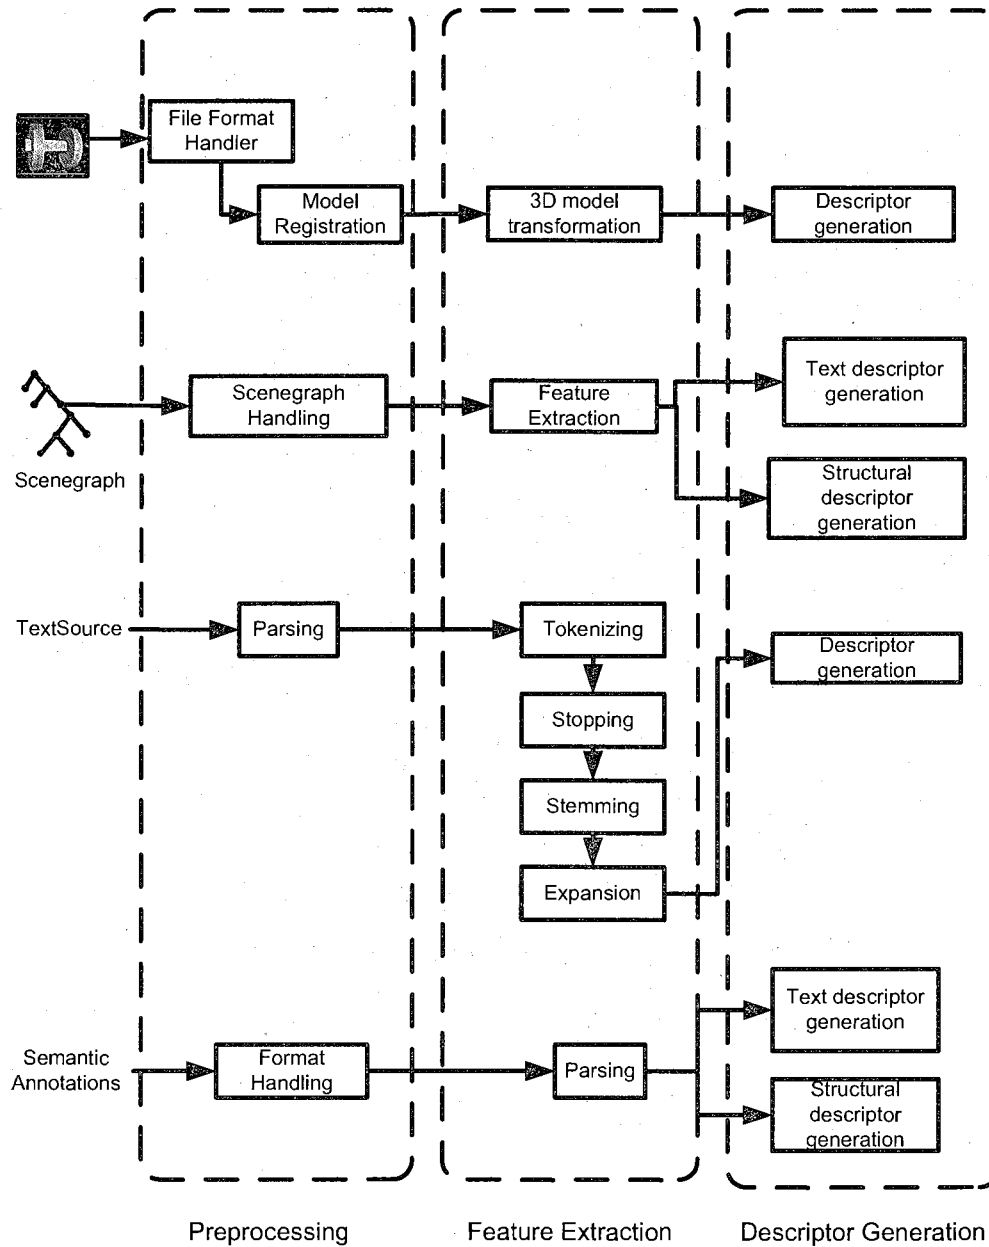 File Format
Handler
Model
Registration
3D model
transformation
Descriptor
generation
Scenegraph
Scenegraph
Handling
Feature
Extraction
Text descriptor
generation
Structural
descriptor
generation
TextSource
Parsing
Tokenizing
Stopping
Stemming
Expansion
Descriptor
generation
Semantic
Annotations
Format
Handling
Parsing
Text descriptor
generation
Structural
descriptor
generation
Preprocessing
Feature Extraction
Descriptor Generation